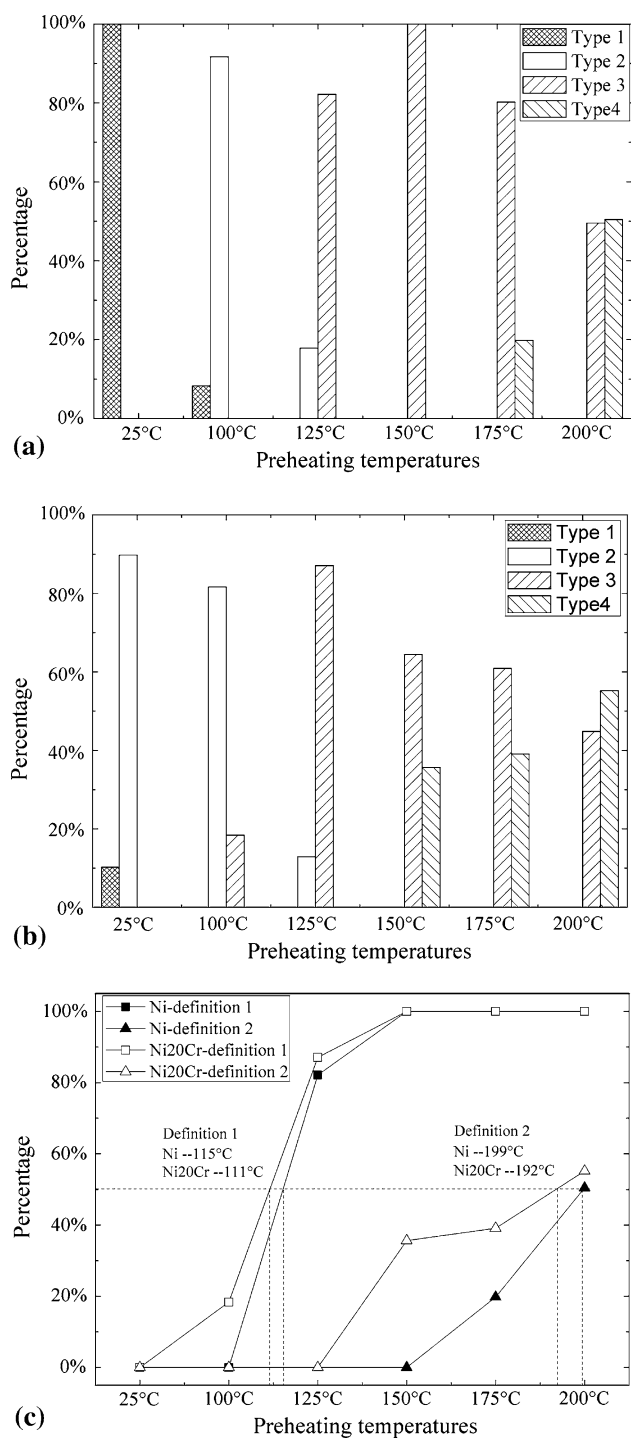 100%
80%
60%
40%
20%
0%
Percentage
Type 1
Type 2
Type 3
Type4
25°C 100°C 125°C 150°C 175°C 200°C
Preheating temperatures
(a)
100%
80%
60%
40%
20%
0%
Percentage
Type 1
Type 2
Type 3
Type4
25°C 100°C 125°C 150°C 175°C 200°C
Preheating temperatures
(b)
100%
80%
60%
40%
20%
0%
Percentage
Ni-definition 1
Ni-definition 2
Ni20Cr-definition 1
Ni20Cr-definition 2
Definition 1
Ni --115°C
Ni20Cr --111°C
Definition 2
Ni --199°C
Ni20Cr --192°C
25°C 100°C 125°C 150°C 175°C 200°C
Preheating temperatures
(c)